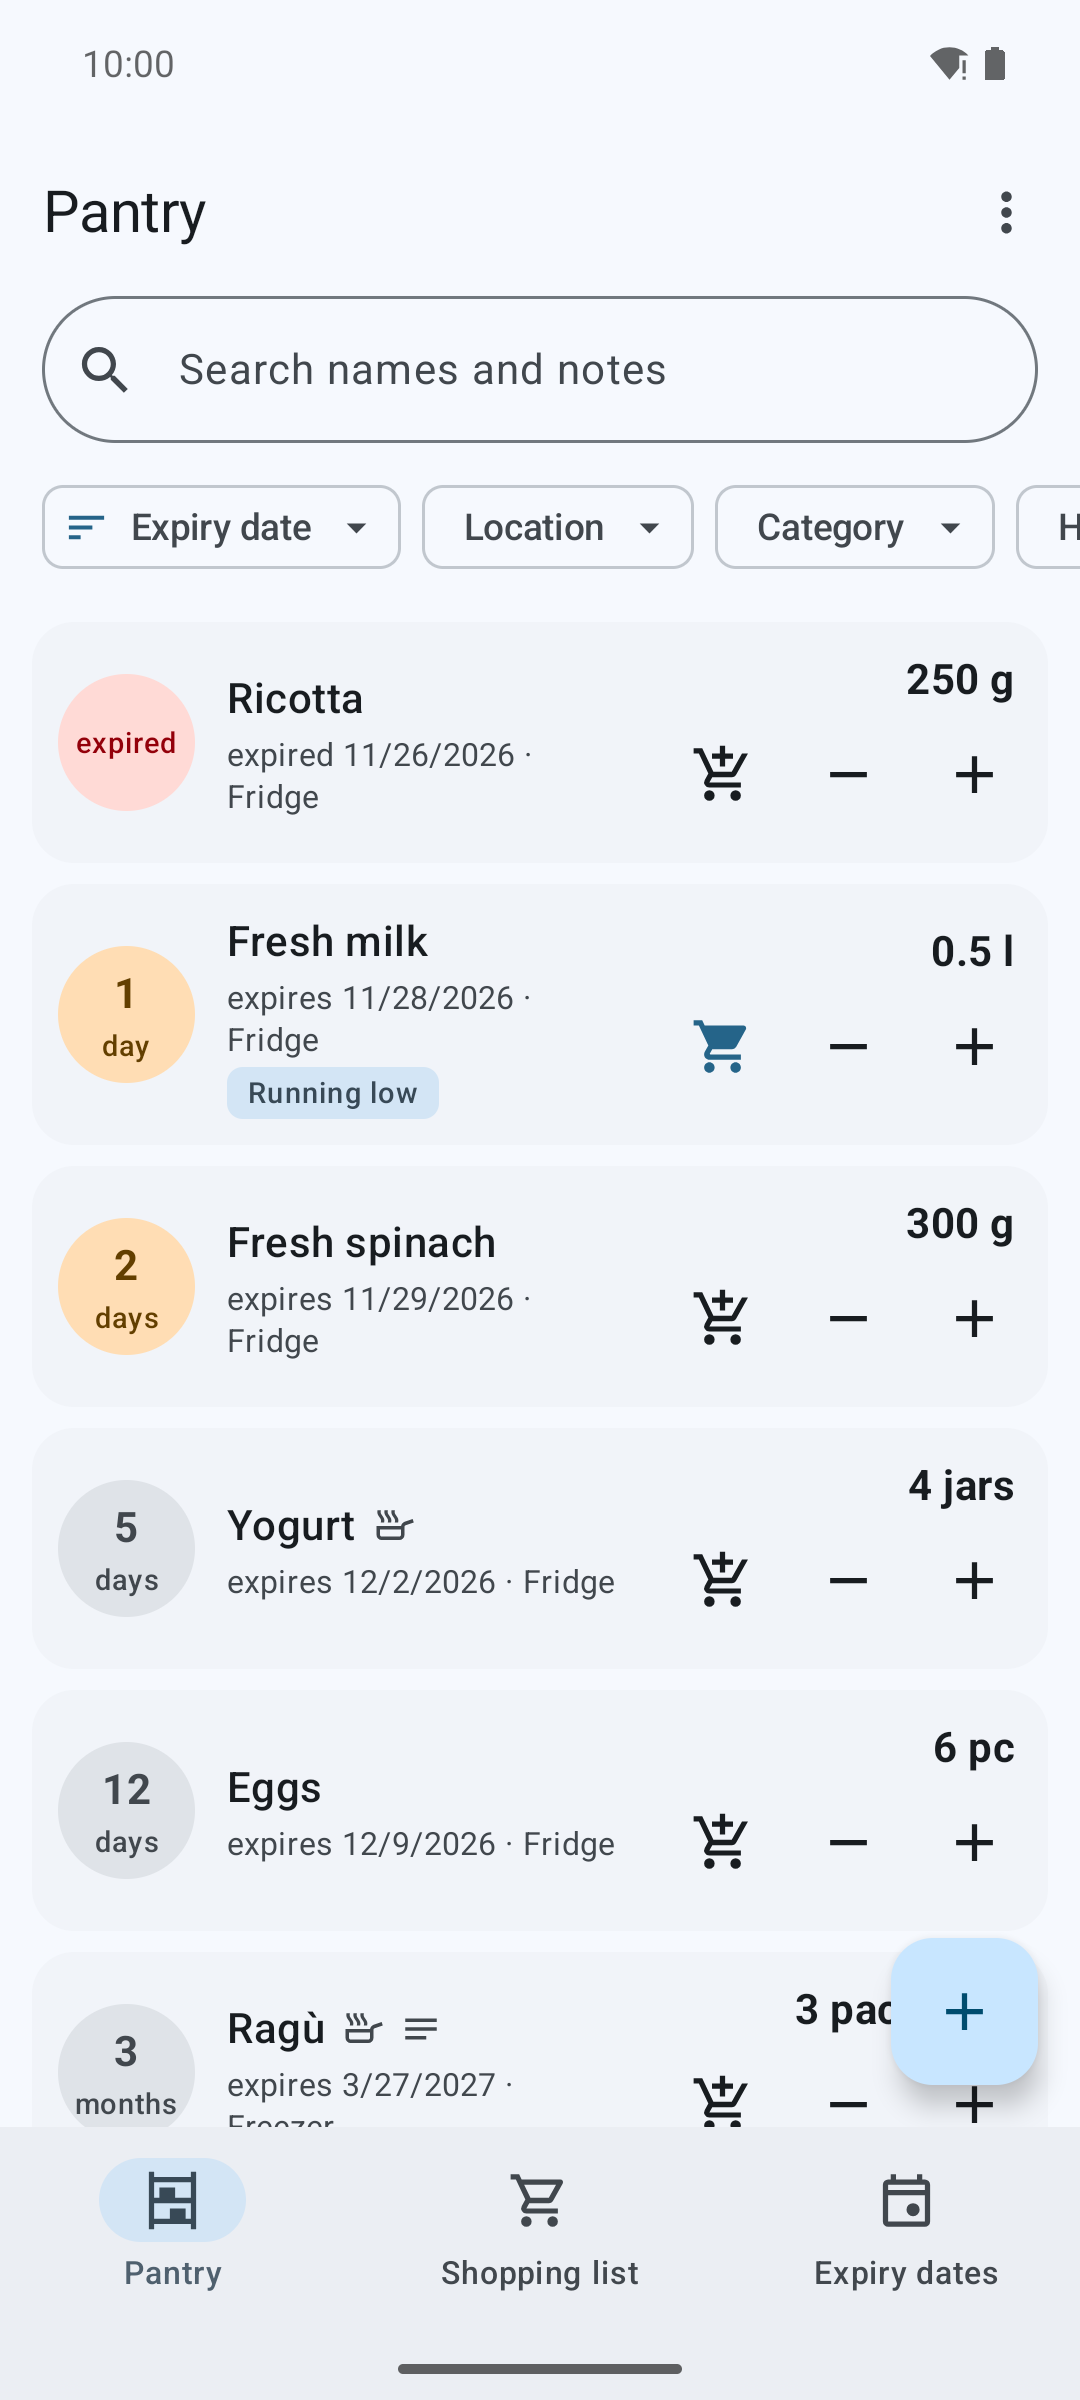 10:00
Pantry
Search names and notes
Expiry date
Location
Category
H
expired
Ricotta
expired 11/26/2026 ·
Fridge
250 g
1
day
Fresh milk
expires 11/28/2026 ·
Fridge
Running low
0.5 l
2
days
Fresh spinach
expires 11/29/2026 ·
Fridge
300 g
5
days
Yogurt
expires 12/2/2026 · Fridge
4 jars
12
days
Eggs
expires 12/9/2026 · Fridge
6 pc
3
months
Ragù
expires 3/27/2027 ·
Freezer
3 pac
Pantry
Shopping list
Expiry dates